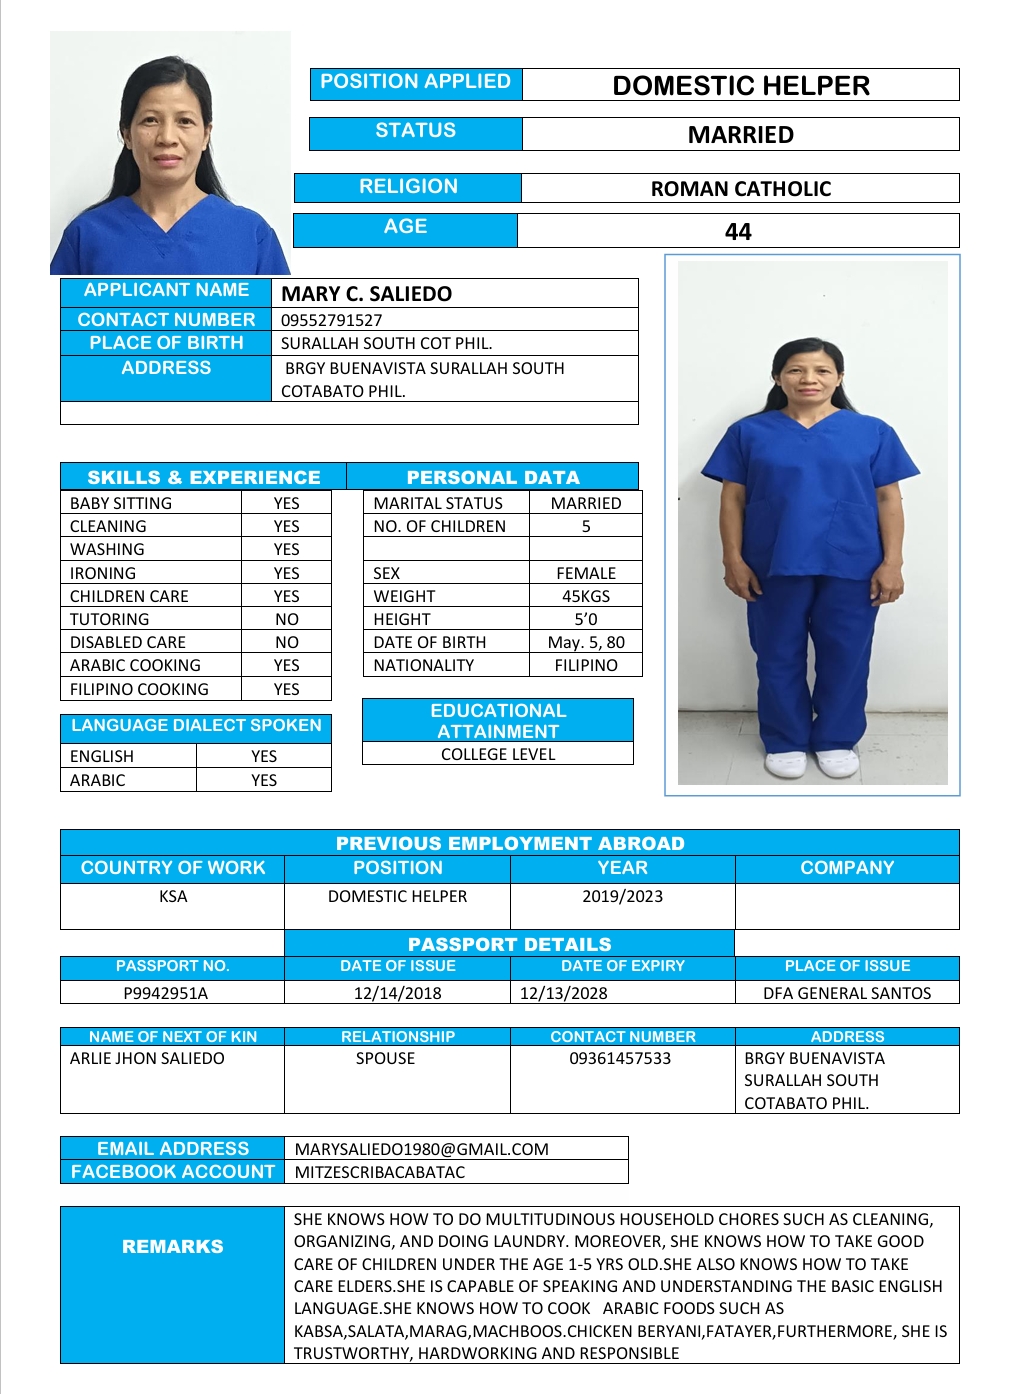 POSITION APPLIED DOMESTIC HELPER
STATUS MARRIED
RELIGION ROMAN CATHOLIC
AGE 44
APPLICANT NAME MARY C. SALIEDO
CONTACT NUMBER 09552791527
PLACE OF BIRTH SURALLAH SOUTH COT PHIL.
ADDRESS BRGY BUENAVISTA SURALLAH SOUTH
COTABATO PHIL.
SKILLS & EXPERIENCE
BABY SITTING YES
CLEANING YES
WASHING YES
IRONING YES
CHILDREN CARE YES
TUTORING NO
DISABLED CARE NO
ARABIC COOKING YES
FILIPINO COOKING YES
PERSONAL DATA
MARITAL STATUS MARRIED
NO. OF CHILDREN 5
SEX FEMALE
WEIGHT 45KGS
HEIGHT 5’0
DATE OF BIRTH May. 5, 80
NATIONALITY FILIPINO
LANGUAGE DIALECT SPOKEN
ENGLISH YES
ARABIC YES
EDUCATIONAL
ATTAINMENT
COLLEGE LEVEL
PREVIOUS EMPLOYMENT ABROAD
COUNTRY OF WORK POSITION YEAR COMPANY
KSA DOMESTIC HELPER 2019/2023
PASSPORT DETAILS
PASSPORT NO. DATE OF ISSUE DATE OF EXPIRY PLACE OF ISSUE
P9942951A 12/14/2018 12/13/2028 DFA GENERAL SANTOS
NAME OF NEXT OF KIN RELATIONSHIP CONTACT NUMBER ADDRESS
ARLIE JHON SALIEDO SPOUSE 09361457533 BRGY BUENAVISTA
SURALLAH SOUTH
COTABATO PHIL.
EMAIL ADDRESS MARYSALIEDO1980@GMAIL.COM
FACEBOOK ACCOUNT MITZESCRIBACABATAC
REMARKS
SHE KNOWS HOW TO DO MULTITUDINOUS HOUSEHOLD CHORES SUCH AS CLEANING,
ORGANIZING, AND DOING LAUNDRY. MOREOVER, SHE KNOWS HOW TO TAKE GOOD
CARE OF CHILDREN UNDER THE AGE 1-5 YRS OLD.SHE ALSO KNOWS HOW TO TAKE
CARE ELDERS.SHE IS CAPABLE OF SPEAKING AND UNDERSTANDING THE BASIC ENGLISH
LANGUAGE.SHE KNOWS HOW TO COOK ARABIC FOODS SUCH AS
KABSA,SALATA,MARAG,MACHBOOS.CHICKEN BERYANI,FATAYER,FURTHERMORE, SHE IS
TRUSTWORTHY, HARDWORKING AND RESPONSIBLE